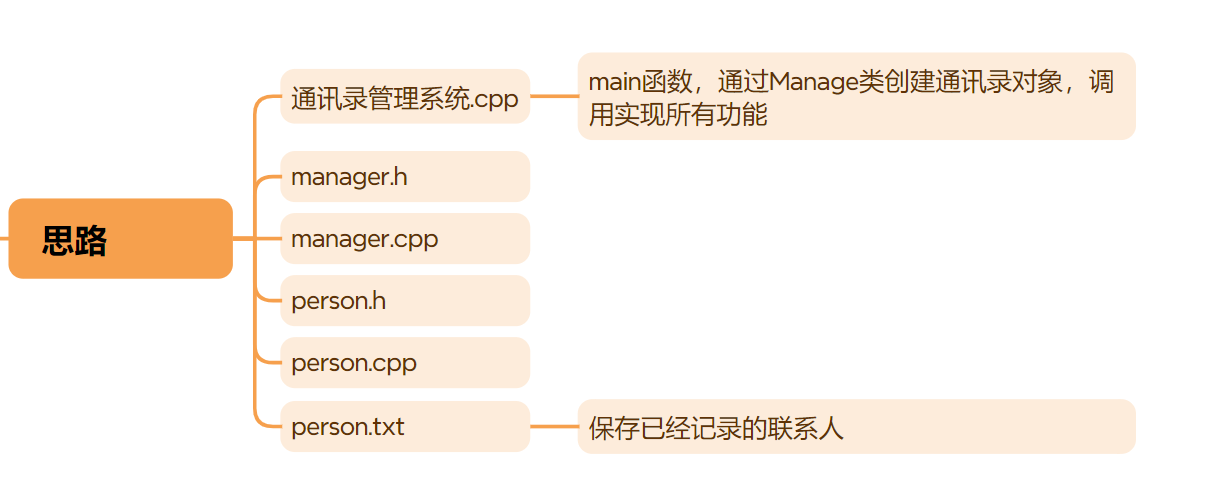 思路
通讯录管理系统.cpp
main函数，通过Manage类创建通讯录对象，调
用实现所有功能
manager.h
manager.cpp
person.h
person.cpp
person.txt
保存已经记录的联系人